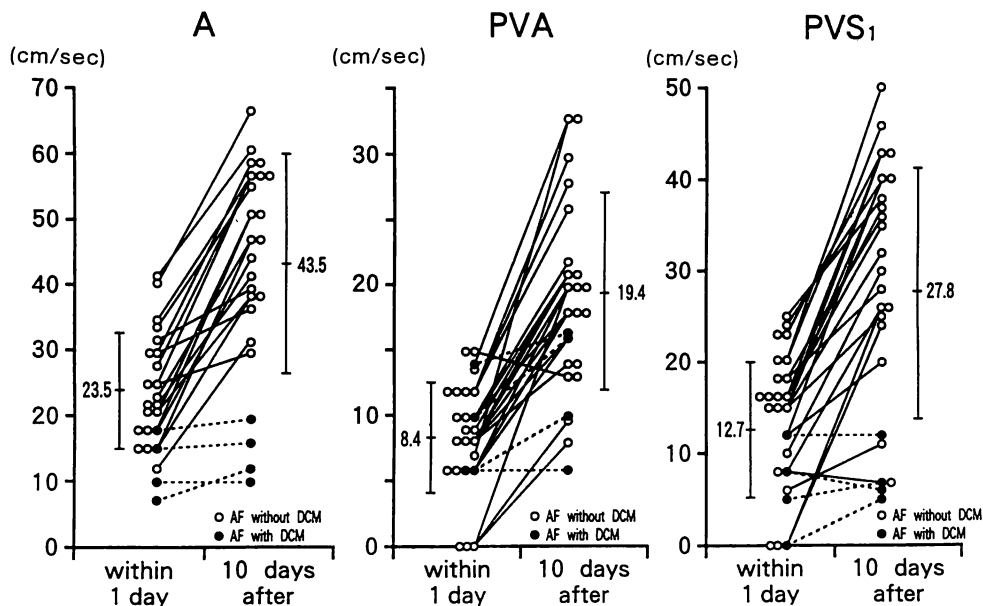 A
(cm/sec)
70
60
50
40
30
20
10
0
23.5
43.5
○ AF without DCM
● AF with DCM
within
1 day
10 days
after
PVA
(cm/sec)
30
20
10
0
8.4
19.4
○ AF without DCM
● AF with DCM
within
1 day
10 days
after
PVS₁
(cm/sec)
50
40
30
20
10
0
12.7
27.8
○ AF without DCM
● AF with DCM
within
1 day
10 days
after